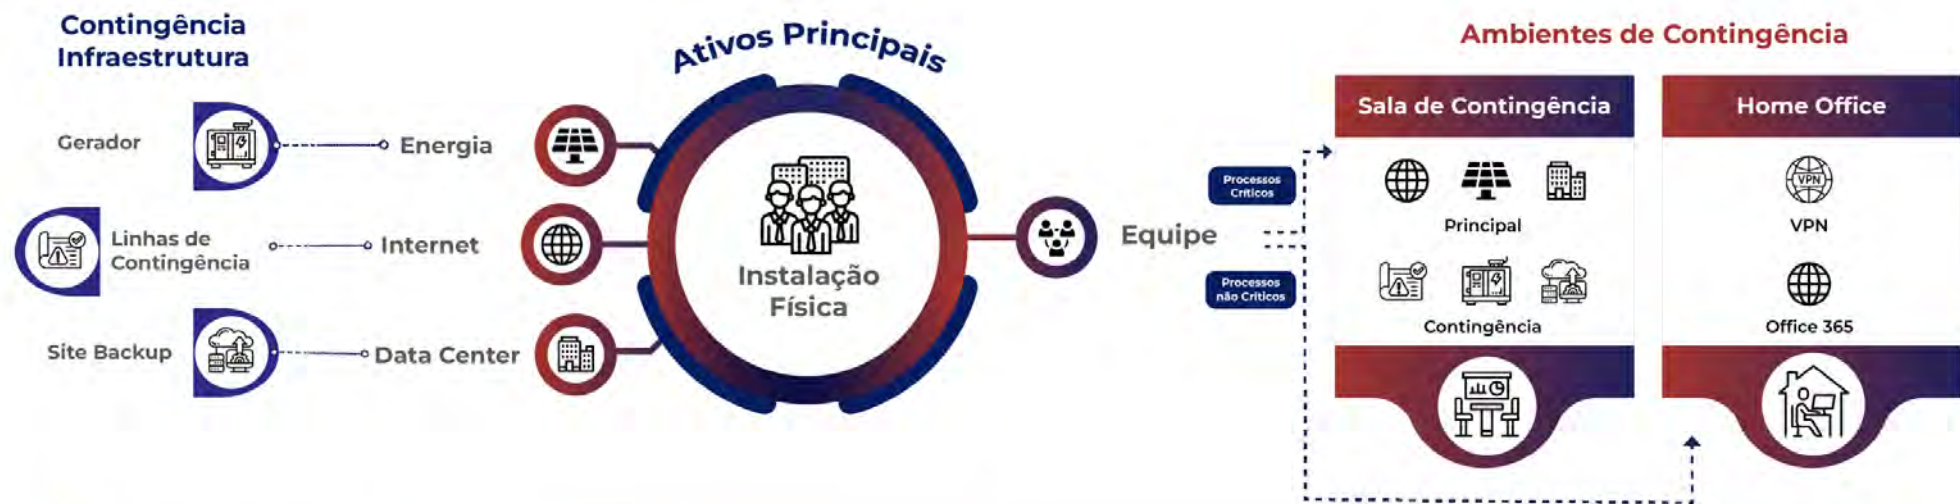 Contingência
Infraestrutura
Gerador
Energia
Linhas de
Contingência
Internet
Site Backup
Data Center
Ativos Principais
Instalação
Física
Equipe
Processos
Críticos
Processos
não Críticos
Ambientes de Contingência
Sala de Contingência
Principal
Contingência
Home Office
VPN
VPN
Office 365